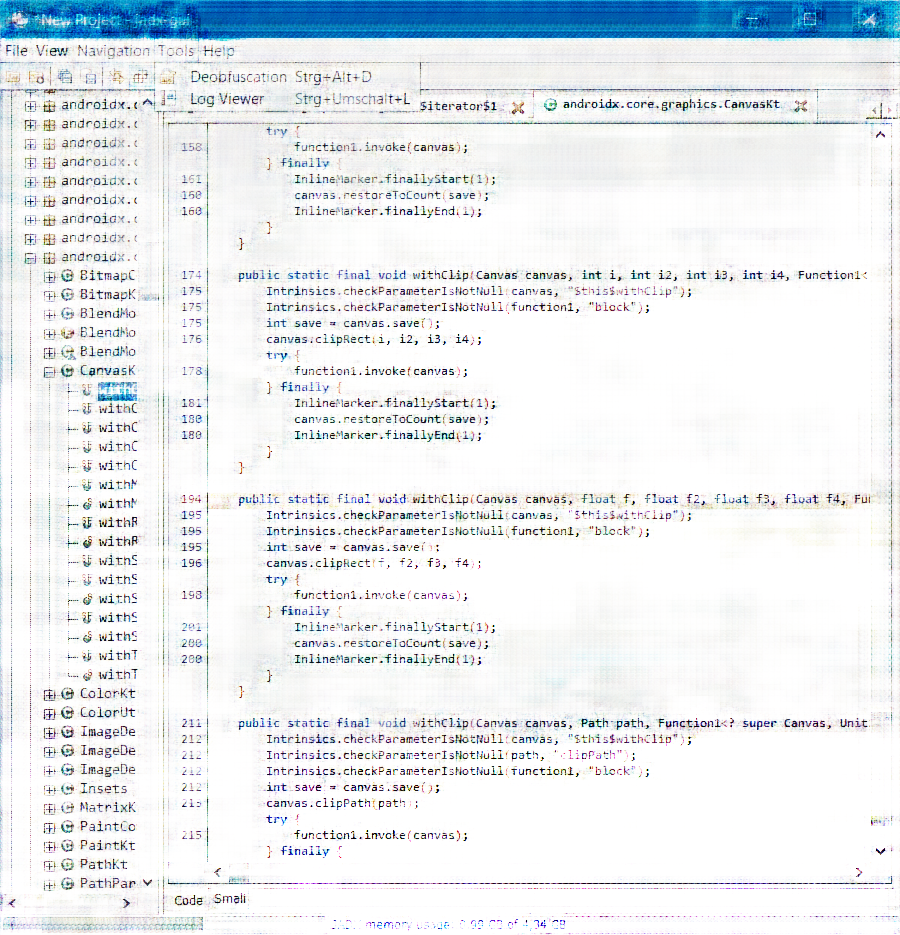 *New Project - jadx-gui
File View Navigation Tools Help
Deobfuscation Strg+Alt+D
Log Viewer Strg+Umschalt+L
$iterator$1
androidx.core.graphics.CanvasKt
androidx.c
androidx.c
androidx.c
androidx.c
androidx.c
androidx.c
androidx.c
androidx.c
androidx.c
BitmapC
BitmapK
BlendMo
BlendMo
BlendMo
CanvasK
withC
withC
withC
withC
withM
withM
withR
withR
withS
withS
withS
withS
withS
withT
withT
ColorKt
ColorUt
ImageDe
ImageDe
ImageDe
Insets
MatrixK
PaintCo
PaintKt
PathKt
PathPar
try {
158 function1.invoke(canvas);
} finally {
161 InlineMarker.finallyStart(1);
160 canvas.restoreToCount(save);
160 InlineMarker.finallyEnd(1);
}
}
174 public static final void withClip(Canvas canvas, int i, int i2, int i3, int i4, Function1<
175 Intrinsics.checkParameterIsNotNull(canvas, "$this$withClip");
175 Intrinsics.checkParameterIsNotNull(function1, "block");
175 int save = canvas.save();
176 canvas.clipRect(i, i2, i3, i4);
try {
178 function1.invoke(canvas);
} finally {
181 InlineMarker.finallyStart(1);
180 canvas.restoreToCount(save);
180 InlineMarker.finallyEnd(1);
}
}
194 public static final void withClip(Canvas canvas, float f, float f2, float f3, float f4, Fun
195 Intrinsics.checkParameterIsNotNull(canvas, "$this$withClip");
195 Intrinsics.checkParameterIsNotNull(function1, "block");
195 int save = canvas.save();
196 canvas.clipRect(f, f2, f3, f4);
try {
198 function1.invoke(canvas);
} finally {
201 InlineMarker.finallyStart(1);
200 canvas.restoreToCount(save);
200 InlineMarker.finallyEnd(1);
}
}
211 public static final void withClip(Canvas canvas, Path path, Function1<? super Canvas, Unit
212 Intrinsics.checkParameterIsNotNull(canvas, "$this$withClip");
212 Intrinsics.checkParameterIsNotNull(path, "clipPath");
212 Intrinsics.checkParameterIsNotNull(function1, "block");
212 int save = canvas.save();
213 canvas.clipPath(path);
try {
215 function1.invoke(canvas);
} finally {
Code Smali
memory usage: 0.99 GB of 4.94 GB